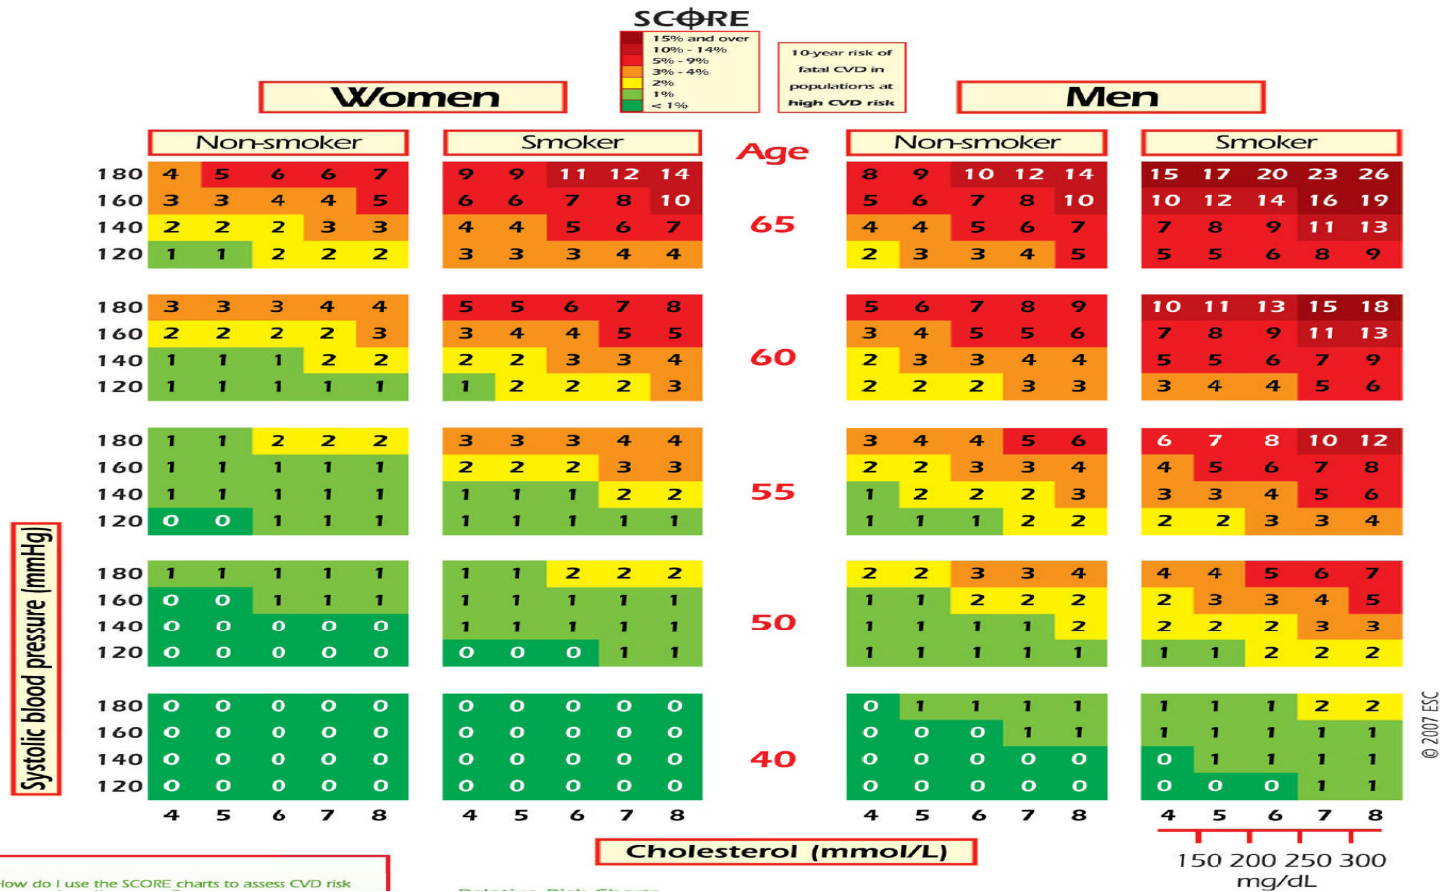 SCORE
15% and over
10% - 14%
5% - 9%
3% - 4%
2%
1%
< 1%
10-year risk of
fatal CVD in
populations at
high CVD risk
Women Men
Non-smoker Smoker Age Non-smoker Smoker
180 4 5 6 6 7 9 9 11 12 14 8 9 10 12 14 15 17 20 23 26
160 3 3 4 4 5 6 6 7 8 10 5 6 7 8 10 10 12 14 16 19
65
140 2 2 2 3 3 4 4 5 6 7 4 4 5 6 7 7 8 9 11 13
120 1 1 2 2 2 3 3 3 4 4 2 3 3 4 5 5 5 6 8 9
180 3 3 3 4 4 5 5 6 7 8 5 6 7 8 9 10 11 13 15 18
160 2 2 2 2 3 3 4 4 5 5 3 4 5 5 6 7 8 9 11 13
60
140 1 1 1 2 2 2 2 3 3 4 2 3 3 4 4 5 5 6 7 9
120 1 1 1 1 1 1 2 2 2 3 2 2 2 3 3 3 4 4 5 6
180 1 1 2 2 2 3 3 3 4 4 3 4 4 5 6 6 7 8 10 12
160 1 1 1 1 1 2 2 2 3 3 2 2 3 3 4 4 5 6 7 8
55
140 1 1 1 1 1 1 1 1 2 2 1 2 2 2 3 3 3 4 5 6
120 0 0 1 1 1 1 1 1 1 1 1 1 1 2 2 2 2 3 3 4
180 1 1 1 1 1 1 1 2 2 2 2 2 3 3 4 4 4 5 6 7
160 0 0 1 1 1 1 1 1 1 1 1 1 2 2 2 2 3 3 4 5
50
140 0 0 0 0 0 1 1 1 1 1 1 1 1 1 2 2 2 2 3 3
120 0 0 0 0 0 0 0 0 1 1 1 1 1 1 1 1 1 2 2 2
180 0 0 0 0 0 0 0 0 0 0 0 1 1 1 1 1 1 1 2 2
160 0 0 0 0 0 0 0 0 0 0 0 0 0 1 1 1 1 1 1 1
40
140 0 0 0 0 0 0 0 0 0 0 0 0 0 0 0 0 1 1 1 1
120 0 0 0 0 0 0 0 0 0 0 0 0 0 0 0 0 0 0 1 1
4 5 6 7 8 4 5 6 7 8 4 5 6 7 8 4 5 6 7 8
Systolic blood pressure (mmHg)
© 2007 ESC
Cholesterol (mmol/L)
150 200 250 300
mg/dL
How do I use the SCORE charts to assess CVD risk
Relative Risk Charts